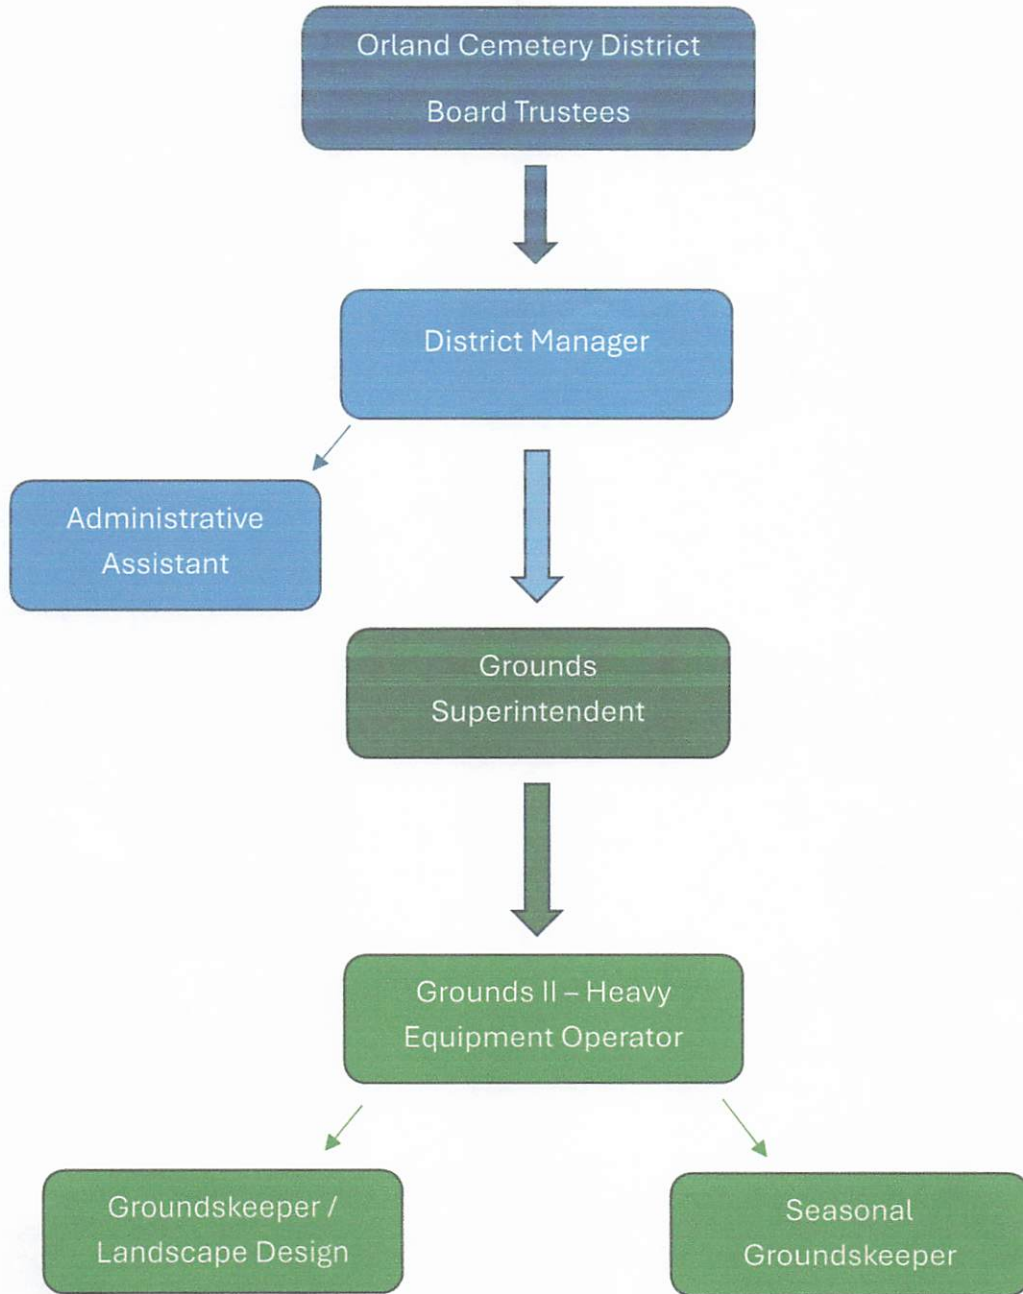 Orland Cemetery District
Board Trustees
District Manager
Administrative
Assistant
Grounds
Superintendent
Grounds II – Heavy
Equipment Operator
Groundskeeper /
Landscape Design
Seasonal
Groundskeeper